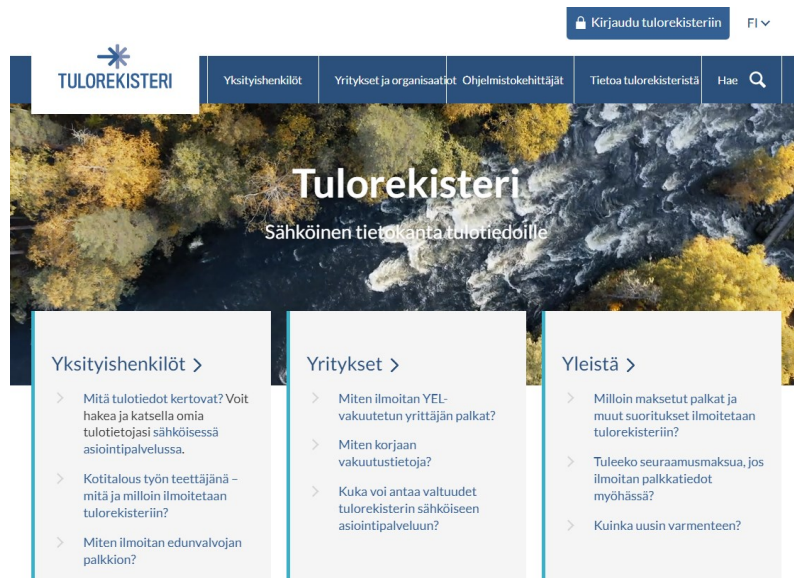 Kirjaudu tulorekisteriin
FI
TULOREKISTERI
Yksityishenkilöt
Yritykset ja organisaatiot
Ohjelmistokehittäjät
Tietoa tulorekisteristä
Hae
Tulorekisteri
Sähköinen tietokanta tulotiedoille
Yksityishenkilöt
Mitä tulotiedot kertovat? Voit
hakea ja katsella omia
tulotietojasi sähköisessä
asiointipalvelussa.
Kotitalous työn teettäjänä –
mitä ja milloin ilmoitetaan
tulorekisteriin?
Miten ilmoitan edunvalvojan
palkkion?
Yritykset
Miten ilmoitan YEL-
vakuutetun yrittäjän palkat?
Miten korjaan
vakuutustietoja?
Kuka voi antaa valtuudet
tulorekisterin sähköiseen
asiointipalveluun?
Yleistä
Milloin maksetut palkat ja
muut suoritukset ilmoitetaan
tulorekisteriin?
Tuleeko seuraamusmaksua, jos
ilmoitan palkkatiedot
myöhässä?
Kuinka uusin varmenteen?